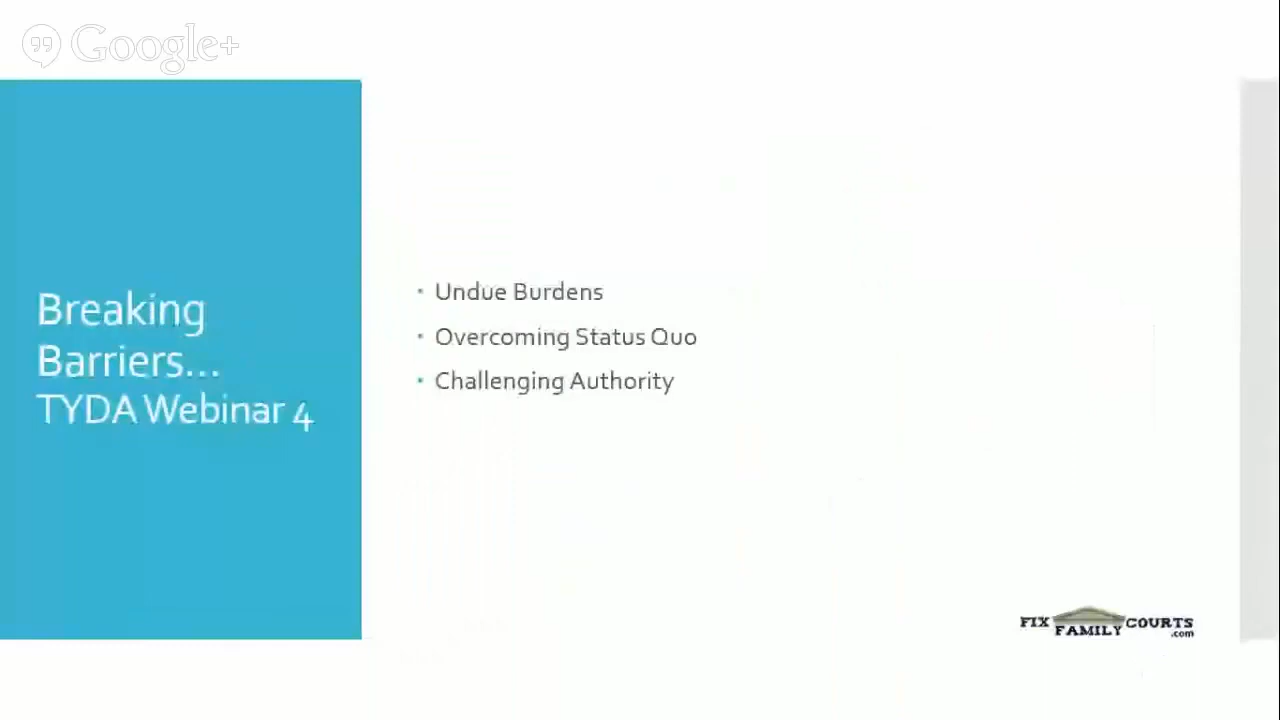 Google+
Breaking
Barriers...
TYDA Webinar 4
Undue Burdens
Overcoming Status Quo
Challenging Authority
FIX FAMILY COURTS
.com